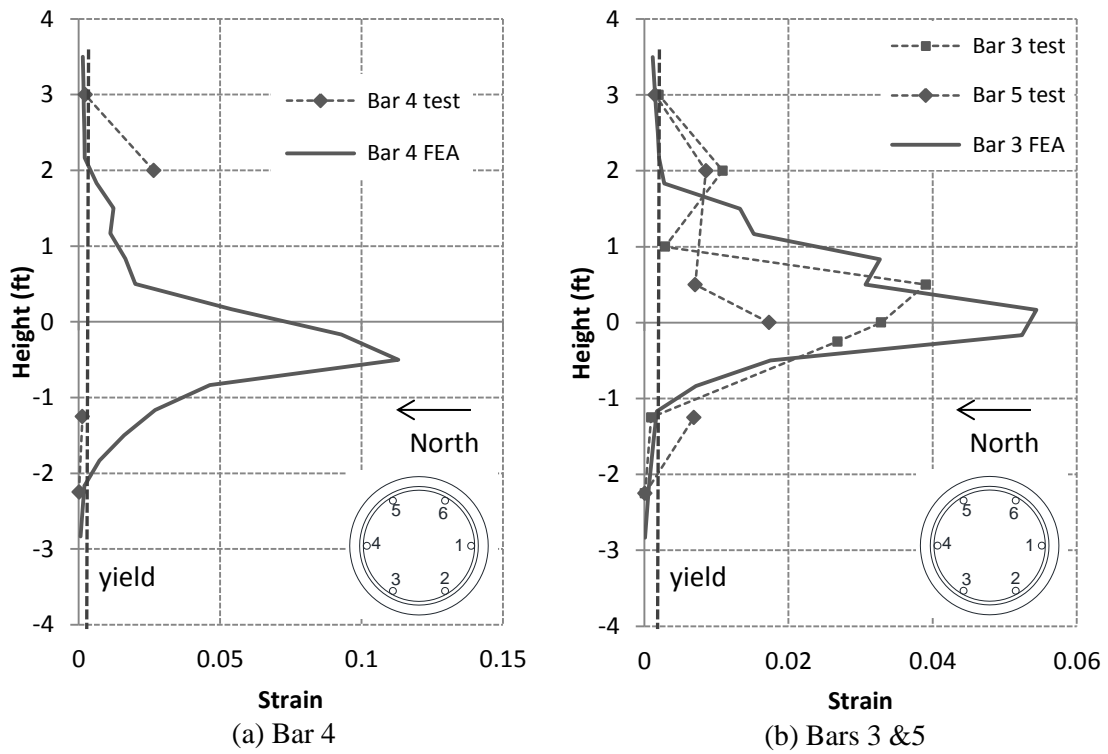 4
3
2
1
0
-1
-2
-3
-4
Height (ft)
Bar 4 test
Bar 4 FEA
North
5
6
4
1
3
2
yield
0
0.05
0.1
0.15
Strain
(a) Bar 4
4
3
2
1
0
-1
-2
-3
-4
Height (ft)
Bar 3 test
Bar 5 test
Bar 3 FEA
North
5
6
4
1
3
2
yield
0
0.02
0.04
0.06
Strain
(b) Bars 3 &5